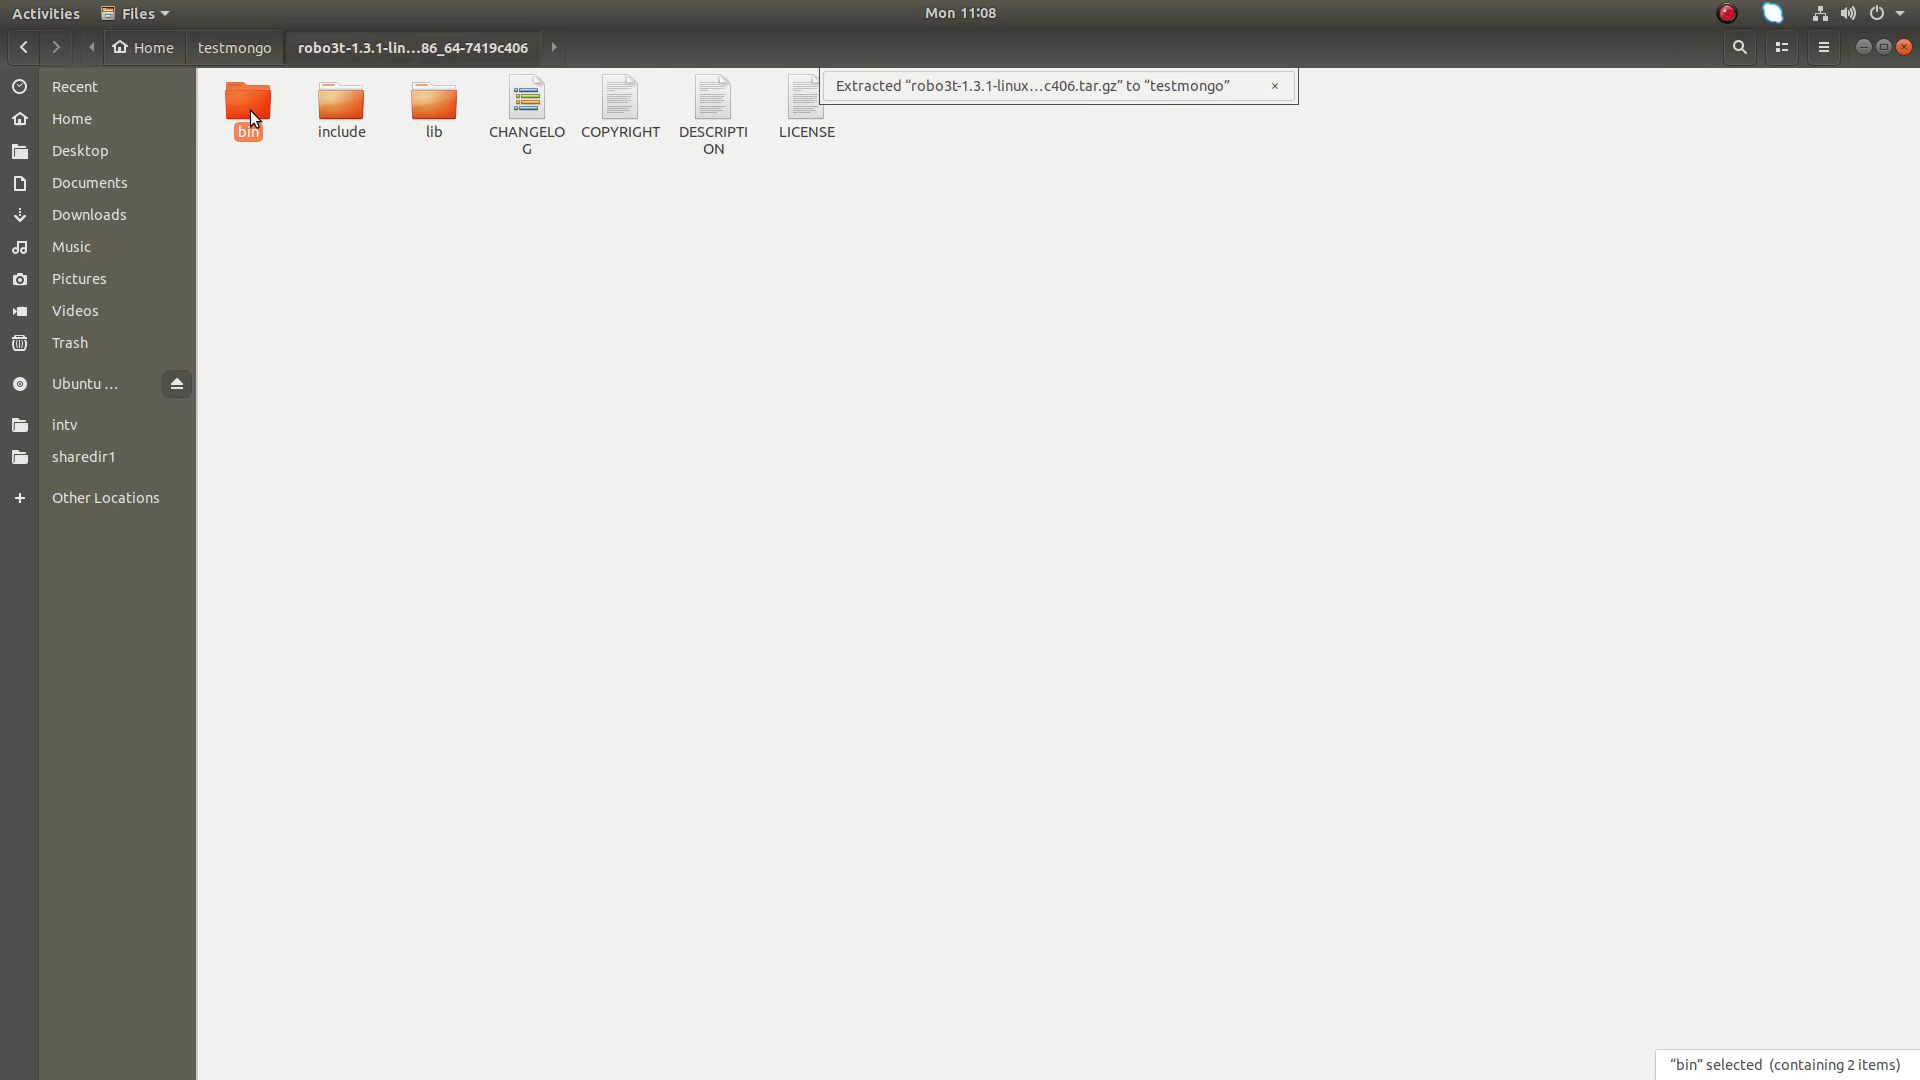 Activities Files Mon 11:08
Home testmongo robo3t-1.3.1-lin...86_64-7419c406
Recent
Home
Desktop
Documents
Downloads
Music
Pictures
Videos
Trash
Ubuntu ...
intv
sharedir1
Other Locations
Extracted “robo3t-1.3.1-linux...c406.tar.gz” to “testmongo” ×
bin include lib CHANGELO COPYRIGHT DESCRIPTI LICENSE
G ON
“bin” selected (containing 2 items)